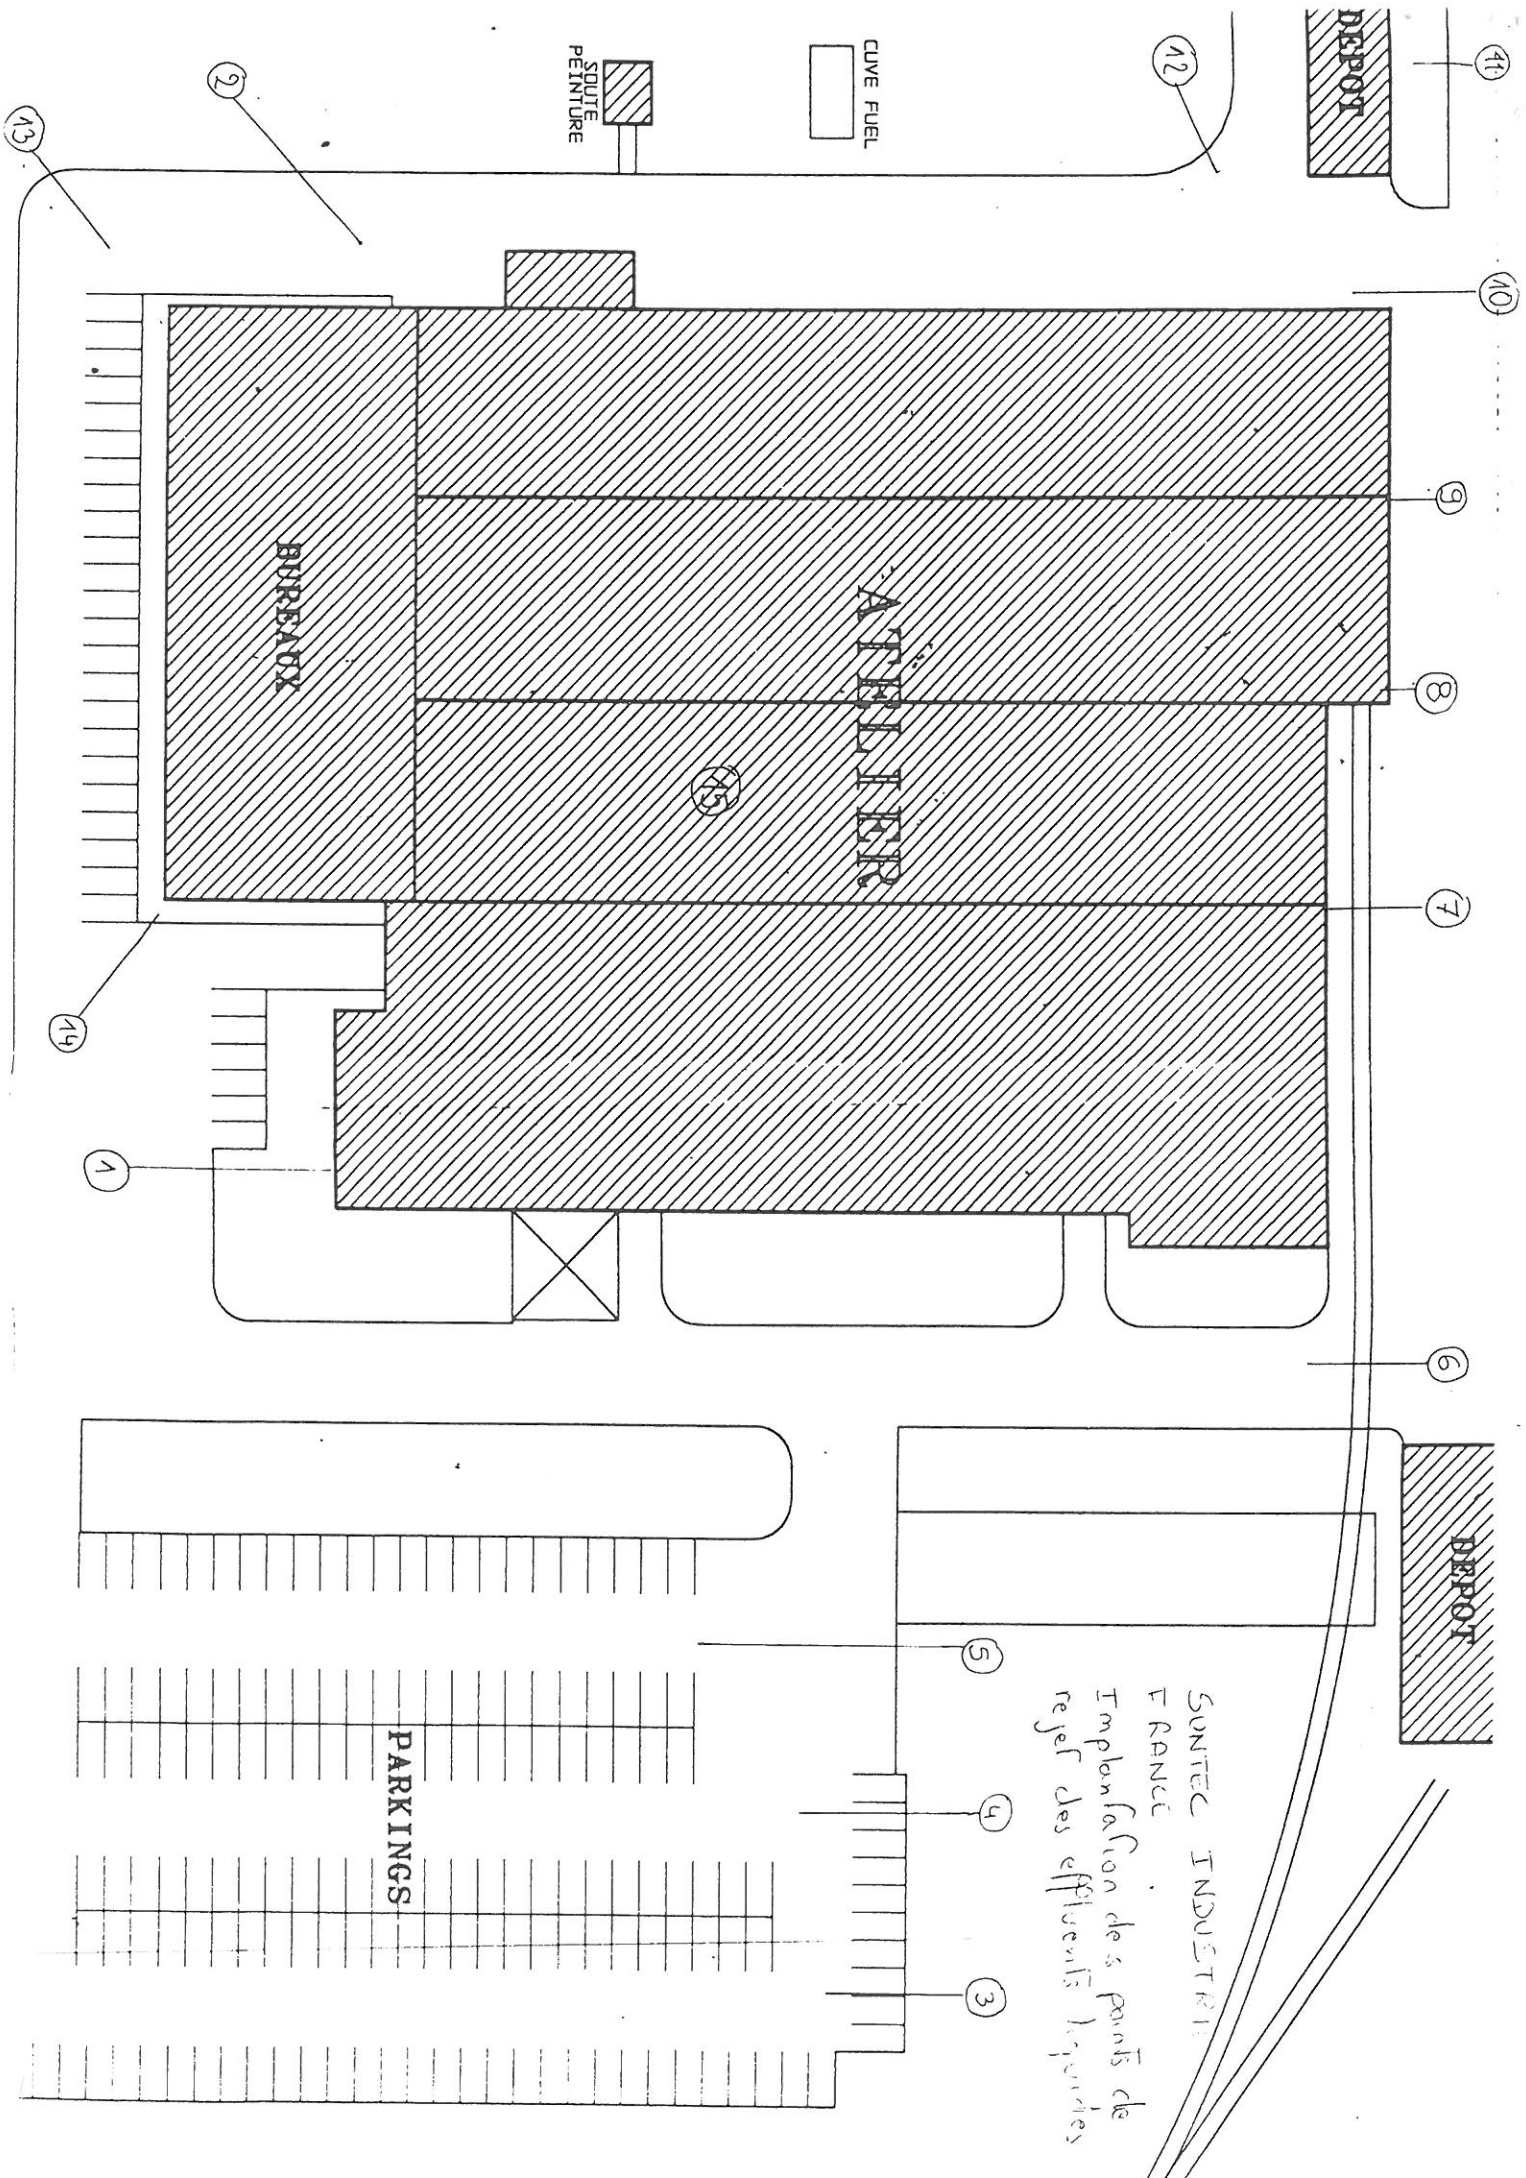 DEPOT
11
12
CUVE FUEL
SOUTE
PEINTURE
2
13
10
9
8
7
ATELIER
15
BUREAUX
14
1
6
DEPOT
5
4
3
PARKINGS
SUNTEC INDUSTRIE
FRANCE
Implantation des points de
rejet des effluents liquides